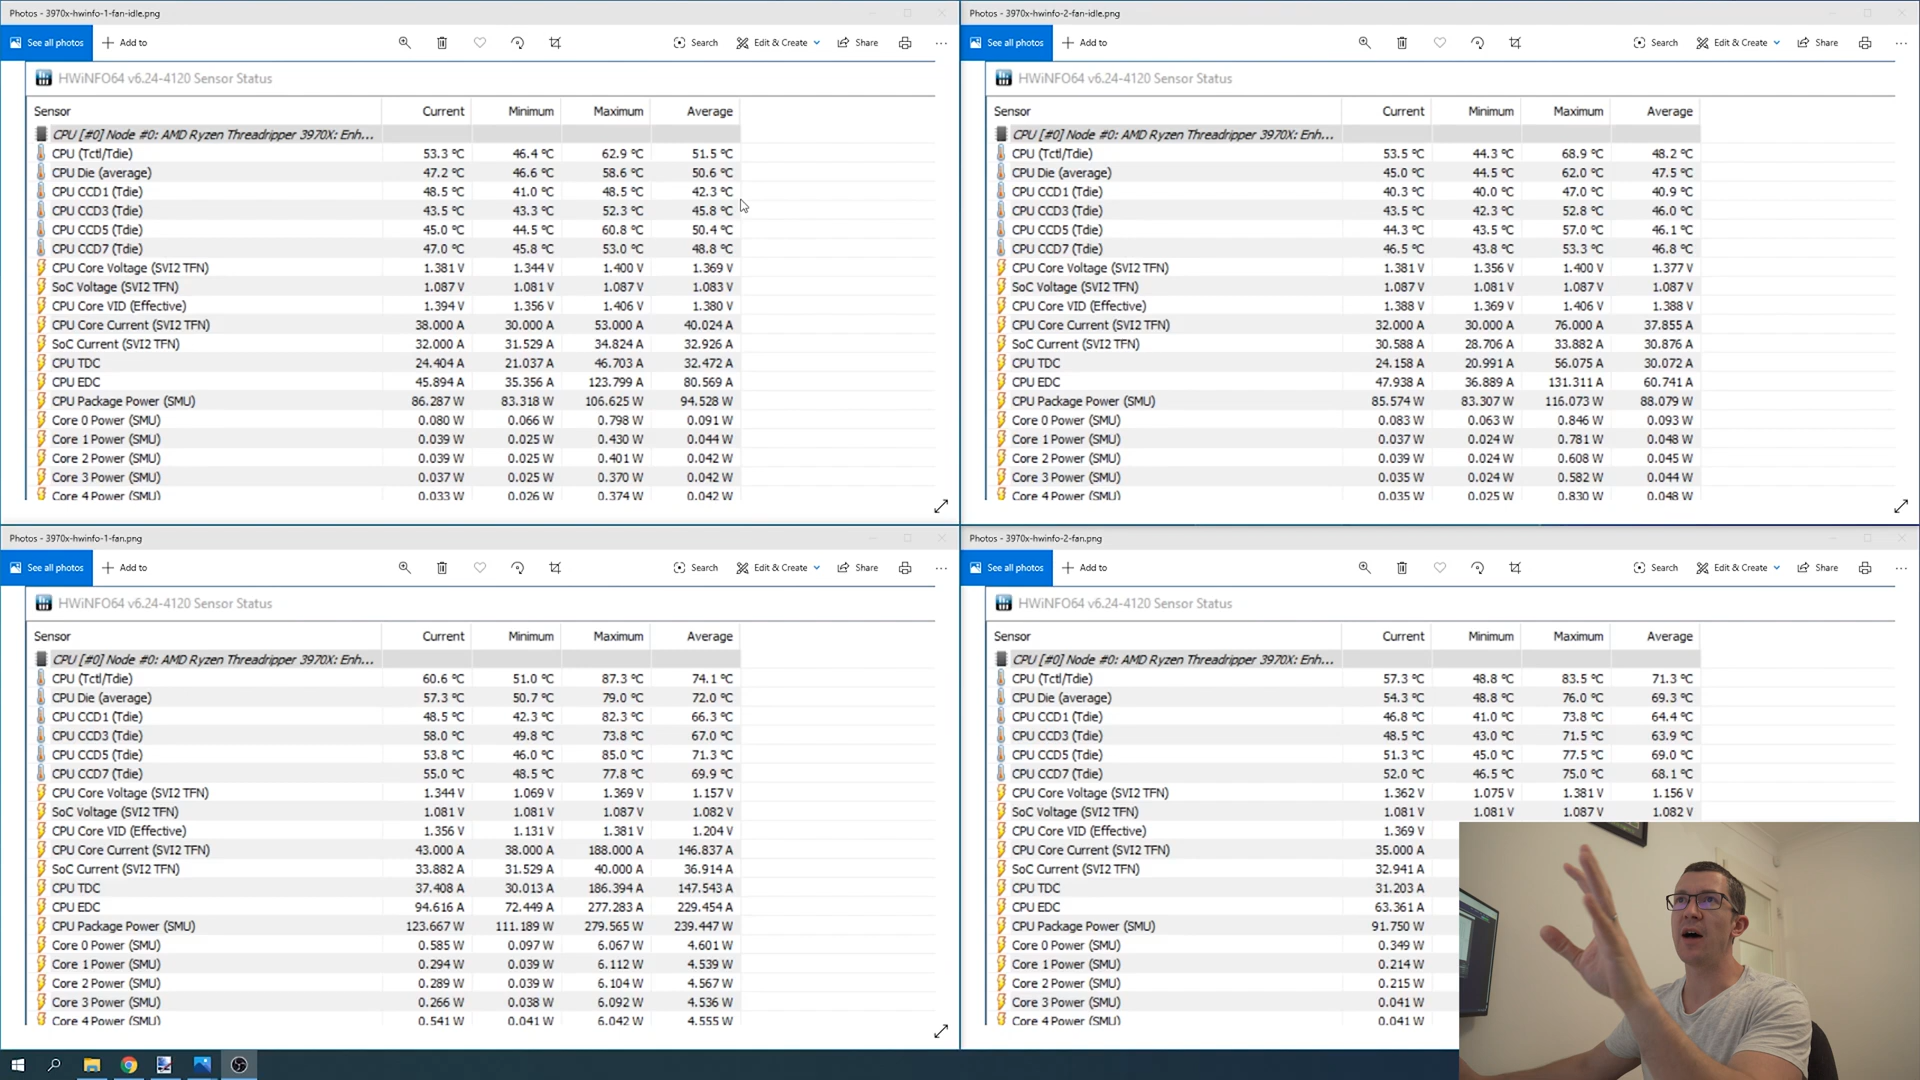 Photos - 3970x-hwinfo-1-fan-idle.png
See all photos Add to Search Edit & Create Share
HWiNFO64 v6.24-4120 Sensor Status
Sensor Current Minimum Maximum Average
CPU [#0] Node #0: AMD Ryzen Threadripper 3970X: Enh...
CPU (Tctl/Tdie) 53.3 °C 46.4 °C 62.9 °C 51.5 °C
CPU Die (average) 47.2 °C 46.6 °C 58.6 °C 50.6 °C
CPU CCD1 (Tdie) 48.5 °C 41.0 °C 48.5 °C 42.3 °C
CPU CCD3 (Tdie) 43.5 °C 43.3 °C 52.3 °C 45.8 °C
CPU CCD5 (Tdie) 45.0 °C 44.5 °C 60.8 °C 50.4 °C
CPU CCD7 (Tdie) 47.0 °C 45.8 °C 53.0 °C 48.8 °C
CPU Core Voltage (SVI2 TFN) 1.381 V 1.344 V 1.400 V 1.369 V
SoC Voltage (SVI2 TFN) 1.087 V 1.081 V 1.087 V 1.083 V
CPU Core VID (Effective) 1.394 V 1.356 V 1.406 V 1.380 V
CPU Core Current (SVI2 TFN) 38.000 A 30.000 A 53.000 A 40.024 A
SoC Current (SVI2 TFN) 32.000 A 31.529 A 34.824 A 32.926 A
CPU TDC 24.404 A 21.037 A 46.703 A 32.472 A
CPU EDC 45.894 A 35.356 A 123.799 A 80.569 A
CPU Package Power (SMU) 86.287 W 83.318 W 106.625 W 94.528 W
Core 0 Power (SMU) 0.080 W 0.066 W 0.798 W 0.091 W
Core 1 Power (SMU) 0.039 W 0.025 W 0.430 W 0.044 W
Core 2 Power (SMU) 0.039 W 0.025 W 0.401 W 0.042 W
Core 3 Power (SMU) 0.037 W 0.025 W 0.370 W 0.042 W
Core 4 Power (SMU) 0.033 W 0.026 W 0.374 W 0.042 W
Photos - 3970x-hwinfo-2-fan-idle.png
See all photos Add to Search Edit & Create Share
HWiNFO64 v6.24-4120 Sensor Status
Sensor Current Minimum Maximum Average
CPU [#0] Node #0: AMD Ryzen Threadripper 3970X: Enh...
CPU (Tctl/Tdie) 53.5 °C 44.3 °C 68.9 °C 48.2 °C
CPU Die (average) 45.0 °C 44.5 °C 62.0 °C 47.5 °C
CPU CCD1 (Tdie) 40.3 °C 40.0 °C 47.0 °C 40.9 °C
CPU CCD3 (Tdie) 43.5 °C 42.3 °C 52.8 °C 46.0 °C
CPU CCD5 (Tdie) 44.3 °C 43.5 °C 57.0 °C 46.1 °C
CPU CCD7 (Tdie) 46.5 °C 43.8 °C 53.3 °C 46.8 °C
CPU Core Voltage (SVI2 TFN) 1.381 V 1.356 V 1.400 V 1.377 V
SoC Voltage (SVI2 TFN) 1.087 V 1.081 V 1.087 V 1.087 V
CPU Core VID (Effective) 1.388 V 1.369 V 1.406 V 1.388 V
CPU Core Current (SVI2 TFN) 32.000 A 30.000 A 76.000 A 37.855 A
SoC Current (SVI2 TFN) 30.588 A 28.706 A 33.882 A 30.876 A
CPU TDC 24.158 A 20.991 A 56.075 A 30.072 A
CPU EDC 47.938 A 36.889 A 131.311 A 60.741 A
CPU Package Power (SMU) 85.574 W 83.307 W 116.073 W 88.079 W
Core 0 Power (SMU) 0.083 W 0.063 W 0.846 W 0.093 W
Core 1 Power (SMU) 0.037 W 0.024 W 0.781 W 0.048 W
Core 2 Power (SMU) 0.039 W 0.024 W 0.608 W 0.045 W
Core 3 Power (SMU) 0.035 W 0.024 W 0.582 W 0.044 W
Core 4 Power (SMU) 0.035 W 0.025 W 0.830 W 0.048 W
Photos - 3970x-hwinfo-1-fan.png
See all photos Add to Search Edit & Create Share
HWiNFO64 v6.24-4120 Sensor Status
Sensor Current Minimum Maximum Average
CPU [#0] Node #0: AMD Ryzen Threadripper 3970X: Enh...
CPU (Tctl/Tdie) 60.6 °C 51.0 °C 87.3 °C 74.1 °C
CPU Die (average) 57.3 °C 50.7 °C 79.0 °C 72.0 °C
CPU CCD1 (Tdie) 48.5 °C 42.3 °C 82.3 °C 66.3 °C
CPU CCD3 (Tdie) 58.0 °C 49.8 °C 73.8 °C 67.0 °C
CPU CCD5 (Tdie) 53.8 °C 46.0 °C 85.0 °C 71.3 °C
CPU CCD7 (Tdie) 55.0 °C 48.5 °C 77.8 °C 69.9 °C
CPU Core Voltage (SVI2 TFN) 1.344 V 1.069 V 1.369 V 1.157 V
SoC Voltage (SVI2 TFN) 1.081 V 1.081 V 1.087 V 1.082 V
CPU Core VID (Effective) 1.356 V 1.131 V 1.381 V 1.204 V
CPU Core Current (SVI2 TFN) 43.000 A 38.000 A 188.000 A 146.837 A
SoC Current (SVI2 TFN) 33.882 A 31.529 A 40.000 A 36.914 A
CPU TDC 37.408 A 30.013 A 186.394 A 147.543 A
CPU EDC 94.616 A 72.449 A 277.283 A 229.454 A
CPU Package Power (SMU) 123.667 W 111.189 W 279.565 W 239.447 W
Core 0 Power (SMU) 0.585 W 0.097 W 6.067 W 4.601 W
Core 1 Power (SMU) 0.294 W 0.039 W 6.112 W 4.539 W
Core 2 Power (SMU) 0.289 W 0.039 W 6.104 W 4.567 W
Core 3 Power (SMU) 0.266 W 0.038 W 6.092 W 4.536 W
Core 4 Power (SMU) 0.541 W 0.041 W 6.042 W 4.555 W
Photos - 3970x-hwinfo-2-fan.png
See all photos Add to Search Edit & Create Share
HWiNFO64 v6.24-4120 Sensor Status
Sensor Current Minimum Maximum Average
CPU [#0] Node #0: AMD Ryzen Threadripper 3970X: Enh...
CPU (Tctl/Tdie) 57.3 °C 48.8 °C 83.5 °C 71.3 °C
CPU Die (average) 54.3 °C 48.8 °C 76.0 °C 69.3 °C
CPU CCD1 (Tdie) 46.8 °C 41.0 °C 73.8 °C 64.4 °C
CPU CCD3 (Tdie) 48.5 °C 43.0 °C 71.5 °C 63.9 °C
CPU CCD5 (Tdie) 51.3 °C 45.0 °C 77.5 °C 69.0 °C
CPU CCD7 (Tdie) 52.0 °C 46.5 °C 75.0 °C 68.1 °C
CPU Core Voltage (SVI2 TFN) 1.362 V 1.075 V 1.381 V 1.156 V
SoC Voltage (SVI2 TFN) 1.081 V 1.081 V 1.087 V 1.082 V
CPU Core VID (Effective) 1.369 V
CPU Core Current (SVI2 TFN) 35.000 A
SoC Current (SVI2 TFN) 32.941 A
CPU TDC 31.203 A
CPU EDC 63.361 A
CPU Package Power (SMU) 91.750 W
Core 0 Power (SMU) 0.349 W
Core 1 Power (SMU) 0.214 W
Core 2 Power (SMU) 0.215 W
Core 3 Power (SMU) 0.041 W
Core 4 Power (SMU) 0.041 W